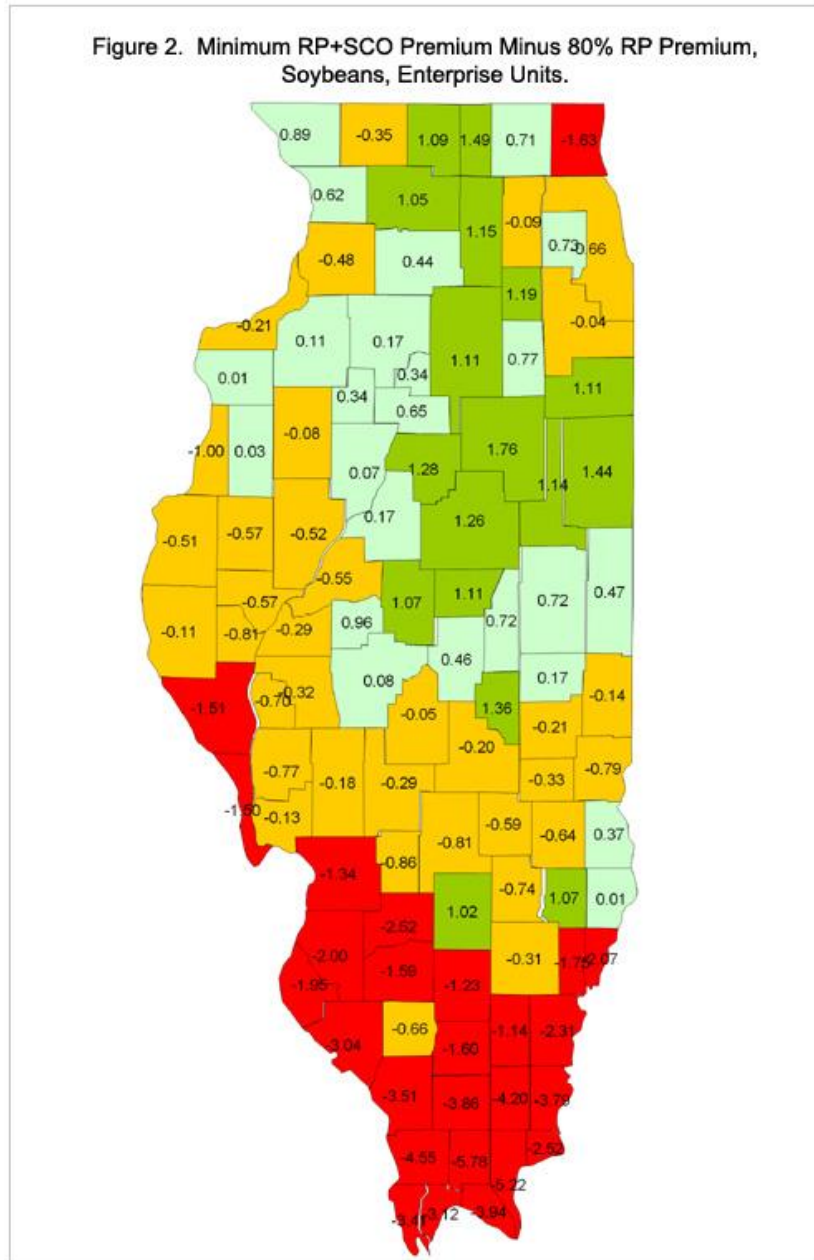 Figure 2.  Minimum RP+SCO Premium Minus 80% RP Premium,
Soybeans, Enterprise Units.
0.89 -0.35 1.09 1.49 0.71 -1.63
0.62 1.05
1.15 -0.09 0.73 -0.66
-0.48 0.44
1.19
-0.21 0.11 0.17 -0.04
1.11 0.77
0.01 0.34 1.11
0.34 0.65
-1.00 0.03 -0.08 1.76
0.07 1.28 1.14 1.44
-0.51 -0.57 -0.52 0.17 1.26
-0.55
-0.57 1.07 1.11 0.72 0.47
-0.11 -0.81 -0.29 0.96 0.72
0.46
-1.51 -0.70 -0.32 0.08 0.17 -0.14
-0.05 1.36 -0.21
-0.20
-0.77 -0.18 -0.29 -0.33 -0.79
-1.60 -0.13
-0.81 -0.59 -0.64 0.37
-1.34 -0.86
-0.74 1.07 0.01
-2.62 1.02
-2.00 -1.59 -0.31 -1.75 -2.07
-1.95 -1.23
-3.04 -0.66 -1.60 -1.14 -2.31
-3.51 -3.86 -4.20 -3.79
-4.55 -5.78 -2.52
-5.22
-3.12 -3.94